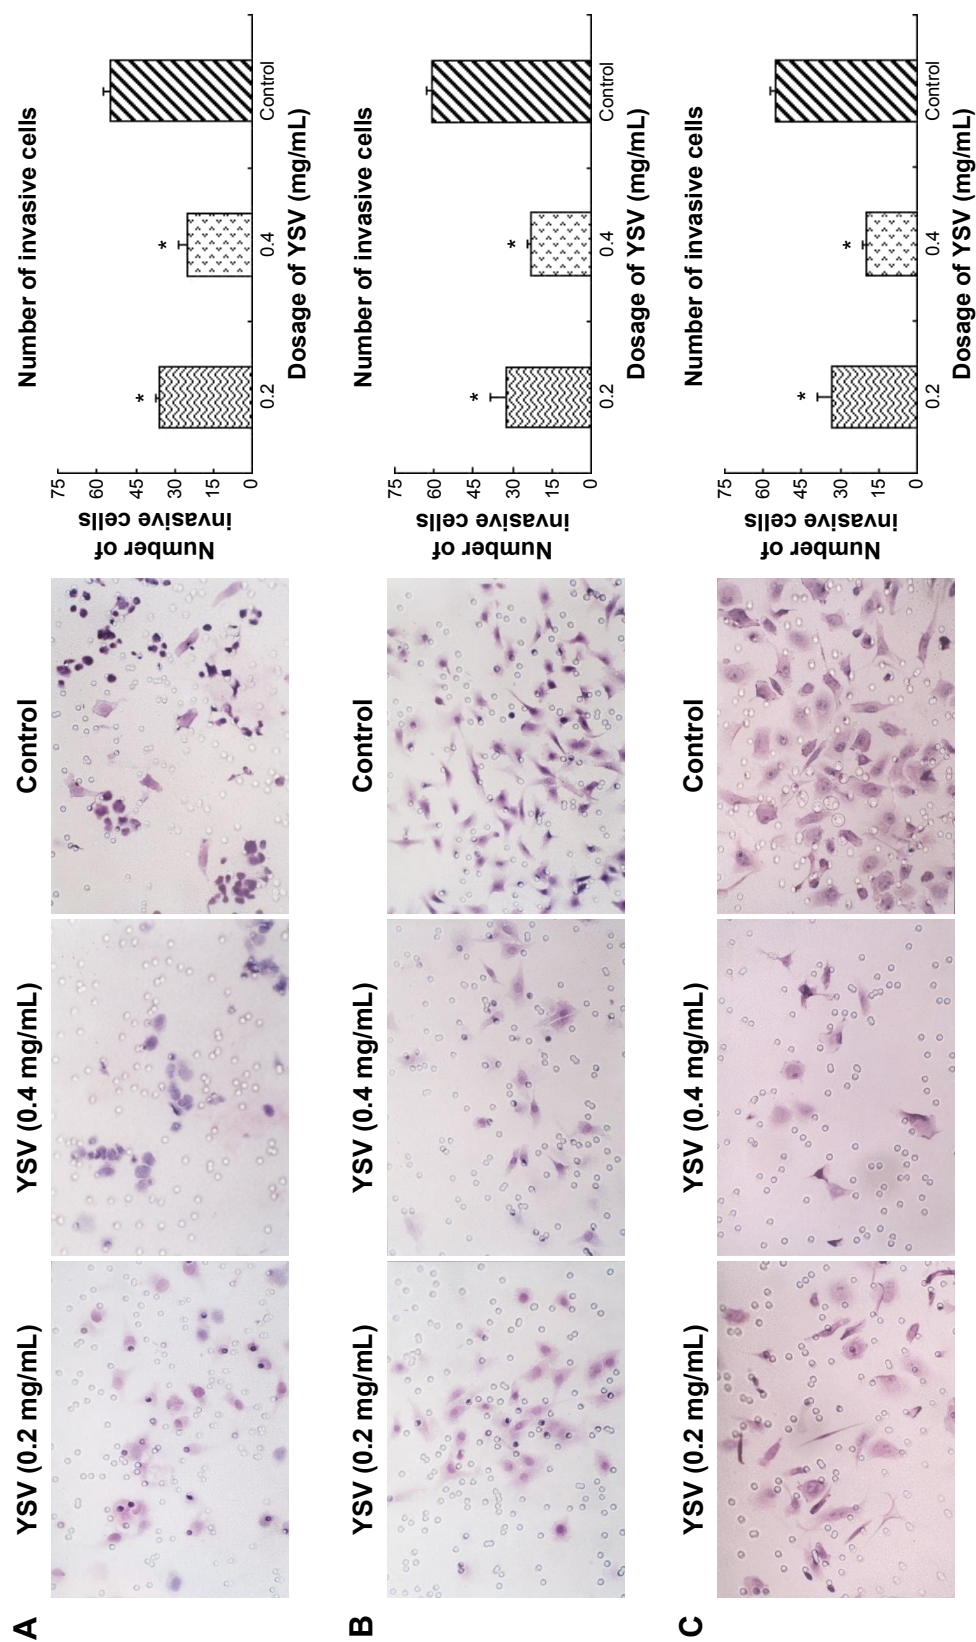 A
YSV (0.2 mg/mL)
YSV (0.4 mg/mL)
Control
Number of invasive cells
Number of
invasive cells
75
60
45
30
15
0
*
*
0.2
0.4
Control
Dosage of YSV (mg/mL)
B
YSV (0.2 mg/mL)
YSV (0.4 mg/mL)
Control
Number of invasive cells
Number of
invasive cells
75
60
45
30
15
0
*
*
0.2
0.4
Control
Dosage of YSV (mg/mL)
C
YSV (0.2 mg/mL)
YSV (0.4 mg/mL)
Control
Number of invasive cells
Number of
invasive cells
75
60
45
30
15
0
*
*
0.2
0.4
Control
Dosage of YSV (mg/mL)